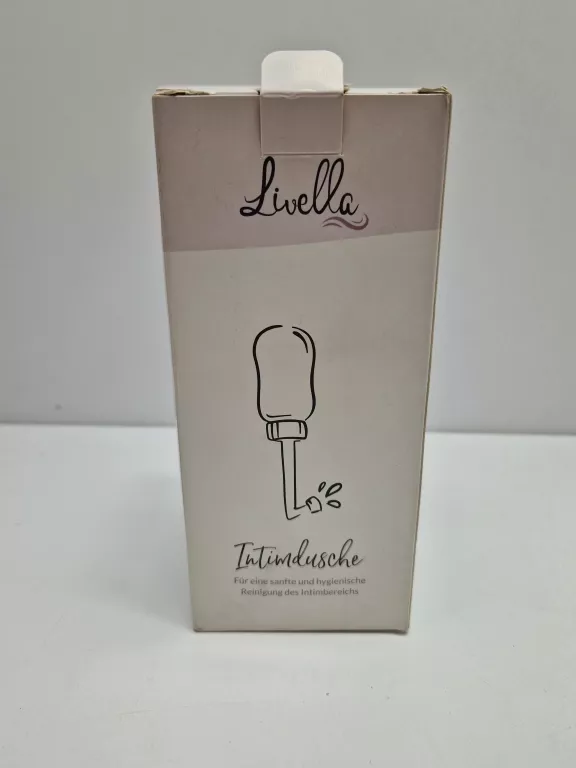 Livella
Intimdusche
Für eine sanfte und hygienische
Reinigung des Intimbereichs